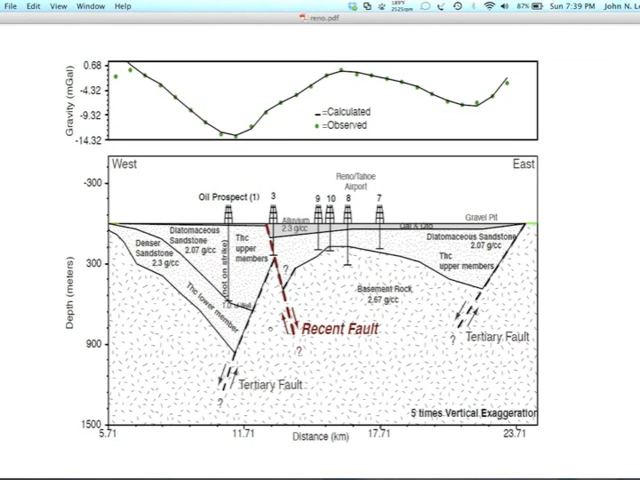 File Edit View Window Help
87% Sun 7:39 PM John N. Lo
reno.pdf
0.68
-4.32
-9.32
-14.32
Gravity (mGal)
=Calculated
=Observed
West
East
-300
300
900
1500
Depth (meters)
Oil Prospect (1)
3
9
10
8
7
Reno/Tahoe
Airport
Gravel Pit
Alluvium
2.3 g/cc
Diatomaceous
Sandstone
2.07 g/cc
Denser
Sandstone
2.3 g/cc
Thc
upper
members
(not on strike)
Thc lower member
Diatomaceous Sandstone
2.07 g/cc
Thc
upper members
Basement Rock
2.67 g/cc
?
?
?
?
Recent Fault
Tertiary Fault
Tertiary Fault
5 times Vertical Exaggeration
5.71
11.71
17.71
23.71
Distance (km)